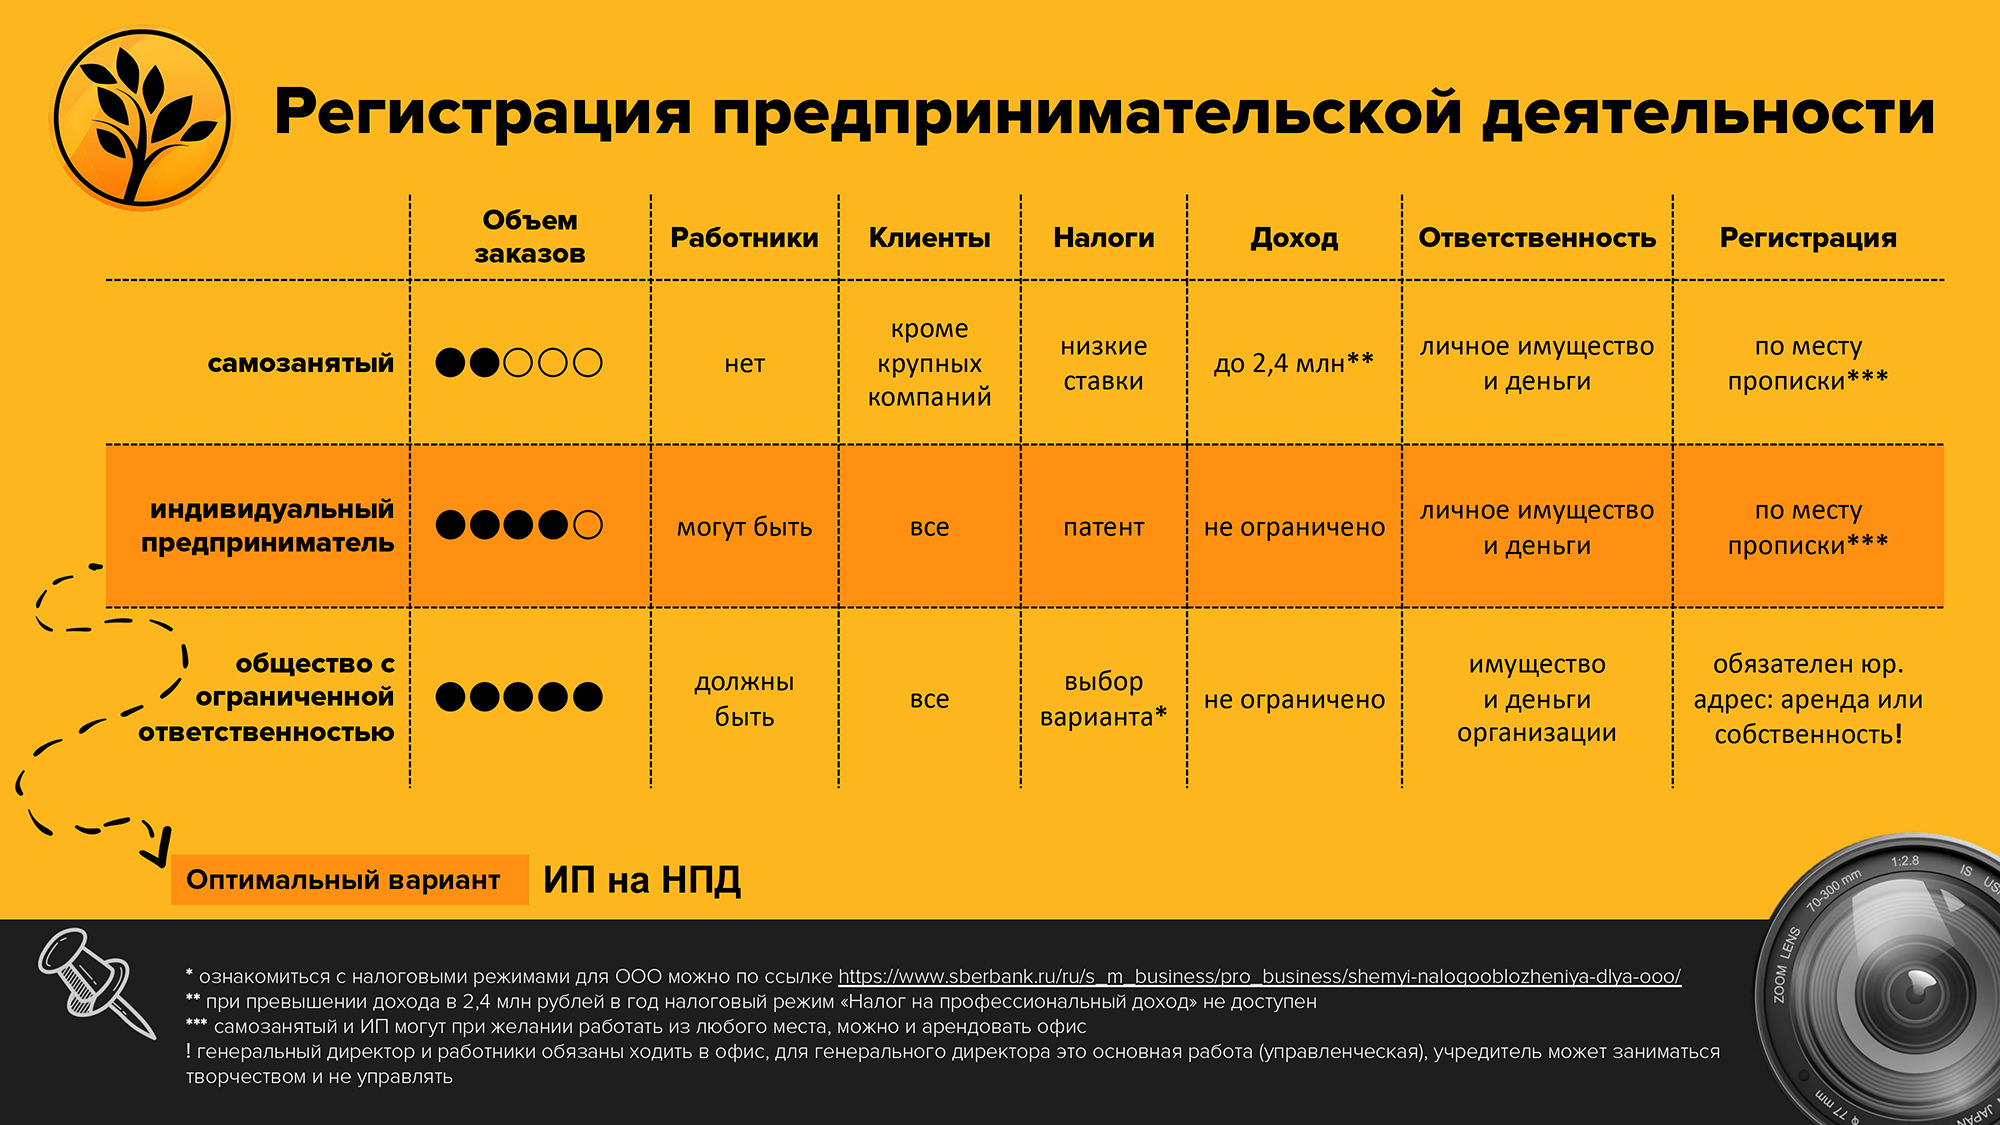 Регистрация предпринимательской деятельности
Объем
заказов
Работники
Клиенты
Налоги
Доход
Ответственность
Регистрация
самозанятый
нет
кроме
крупных
компаний
низкие
ставки
до 2,4 млн**
личное имущество
и деньги
по месту
прописки***
индивидуальный
предприниматель
могут быть
все
патент
не ограничено
личное имущество
и деньги
по месту
прописки***
общество с
ограниченной
ответственностью
должны
быть
все
выбор
варианта*
не ограничено
имущество
и деньги
организации
обязателен юр.
адрес: аренда или
собственность!
Оптимальный вариант
ИП на НПД
* ознакомиться с налоговыми режимами для ООО можно по ссылке https://www.sberbank.ru/ru/s_m_business/pro_business/shemyi-nalogooblozheniya-dlya-ooo/
** при превышении дохода в 2,4 млн рублей в год налоговый режим «Налог на профессиональный доход» не доступен
*** самозанятый и ИП могут при желании работать из любого места, можно и арендовать офис
! генеральный директор и работники обязаны ходить в офис, для генерального директора это основная работа (управленческая), учредитель может заниматься
творчеством и не управлять
ZOOM LENS
70-300 mm
1:2.8
IS
77 mm
JAPAN